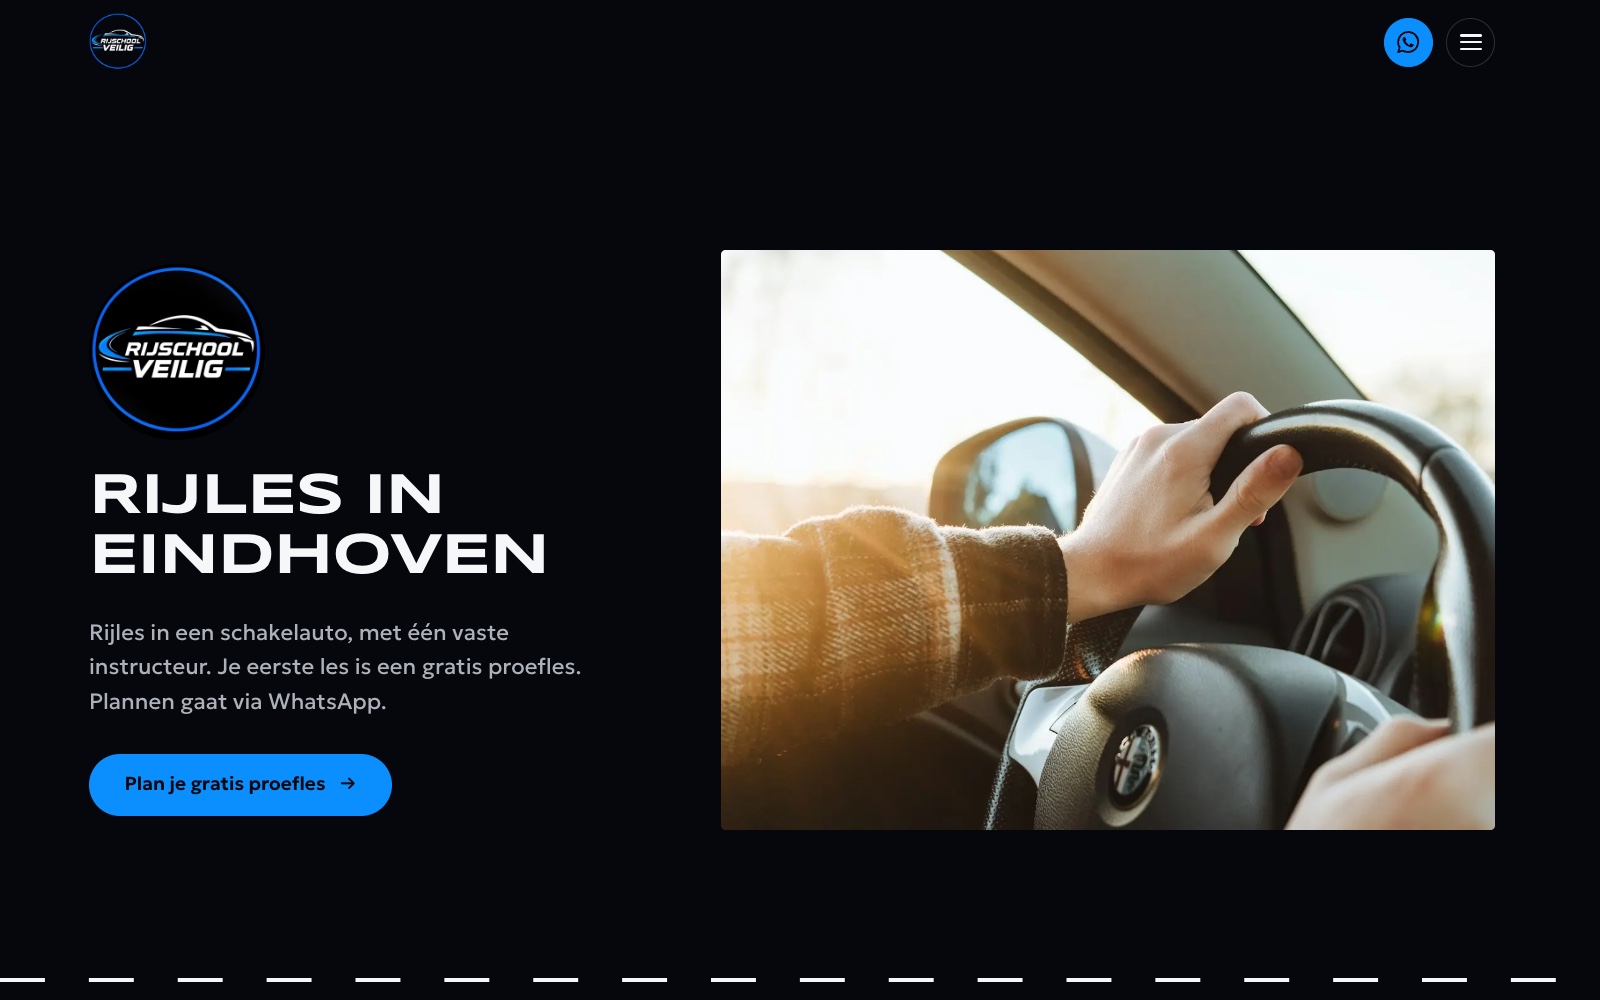 RIJSCHOOL
VEILIG
RIJSCHOOL
VEILIG
RIJLES IN
EINDHOVEN
Rijles in een schakelauto, met één vaste
instructeur. Je eerste les is een gratis proefles.
Plannen gaat via WhatsApp.
Plan je gratis proefles →